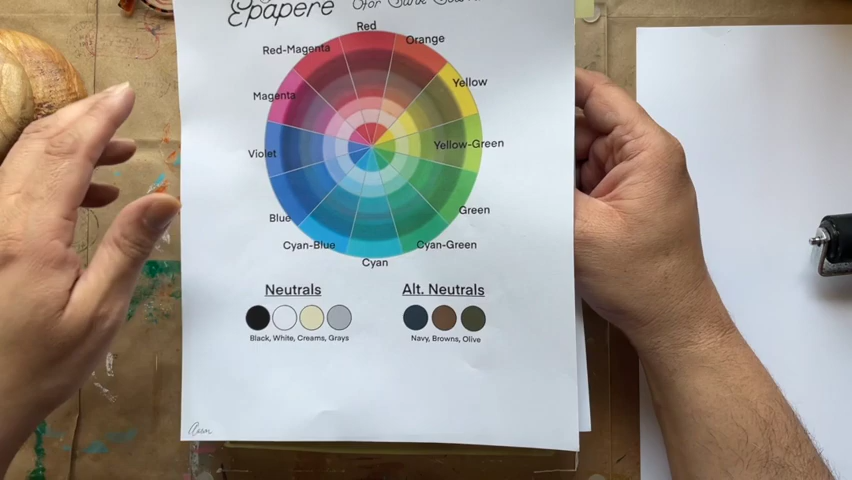 Epapere
Red
Orange
Red-Magenta
Yellow
Magenta
Yellow-Green
Violet
Green
Blue
Cyan-Green
Cyan-Blue
Cyan
Neutrals
Alt. Neutrals
Black, White, Creams, Grays
Navy, Browns, Olive